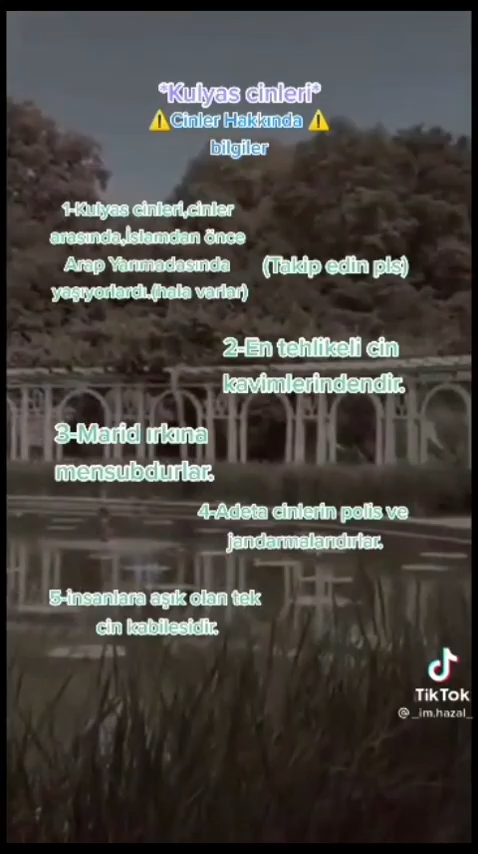 *Kulyas cinleri*
⚠️Cinler Hakkında ⚠️
bilgiler
1-Kulyas cinleri,cinler
arasında,İslamdan önce
Arap Yarımadasında
yaşıyorlardı.(hala varlar)
(Takip edin pls)
2-En tehlikeli cin
kavimlerindendir.
3-Marid ırkına
mensubdurlar.
4-Adeta cinlerin polis ve
jandarmalarıdırlar.
5-insanlara aşık olan tek
cin kabilesidir.
TikTok
@_im.hazal_